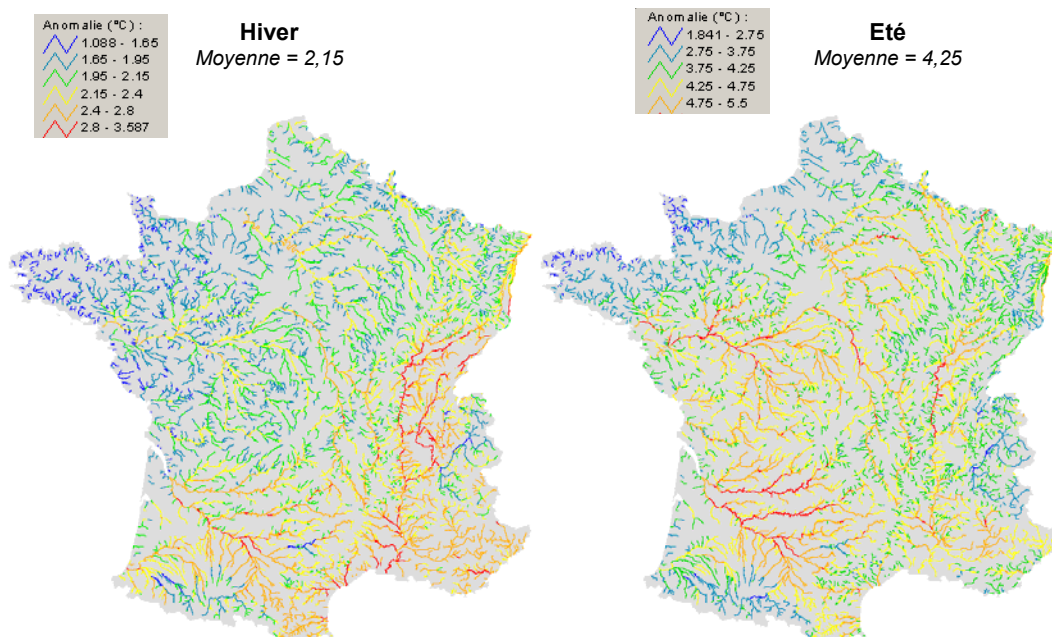 Anomalie (°C) :
1.088 - 1.65
1.65 - 1.95
1.95 - 2.15
2.15 - 2.4
2.4 - 2.8
2.8 - 3.587
Hiver
Moyenne = 2,15
Anomalie (°C) :
1.841 - 2.75
2.75 - 3.75
3.75 - 4.25
4.25 - 4.75
4.75 - 5.5
Eté
Moyenne = 4,25